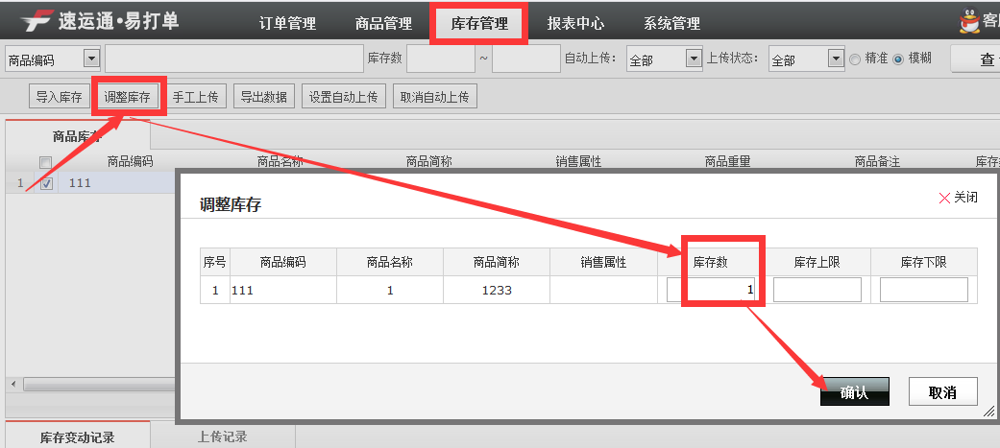 速运通·易打单 订单管理 商品管理 库存管理 报表中心 系统管理
商品编码 库存数 ~ 自动上传： 全部 上传状态： 全部 精准 模糊
导入库存 调整库存 手工上传 导出数据 设置自动上传 取消自动上传
商品库存
商品编码 商品名称 商品简称 销售属性 商品重量 商品备注
1 111
调整库存 关闭
序号 商品编码 商品名称 商品简称 销售属性 库存数 库存上限 库存下限
1 111 1 1233 1
确认 取消
库存变动记录 上传记录